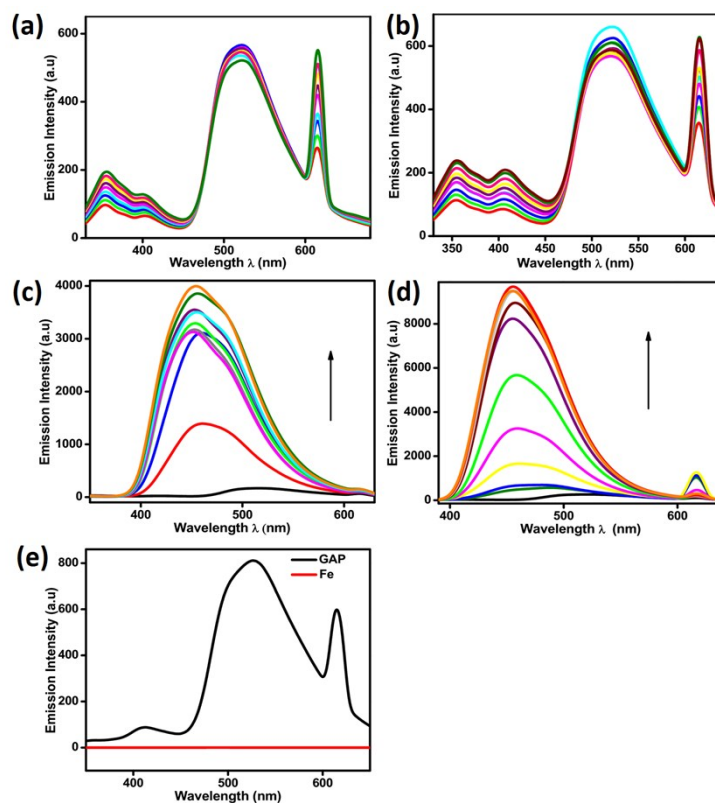 (a)
Emission Intensity (a.u)
600
400
200
0
400
500
600
Wavelength λ (nm)
(b)
Emission Intensity (a.u)
600
400
200
0
350
400
450
500
550
600
Wavelength λ (nm)
(c)
Emission Intensity (a.u)
4000
3000
2000
1000
0
400
500
600
Wavelength λ (nm)
(d)
Emission Intensity (a.u)
8000
6000
4000
2000
0
400
500
600
Wavelength λ (nm)
(e)
Emission Intensity (a.u)
800
600
400
200
0
GAP
Fe
400
500
600
Wavelength (nm)